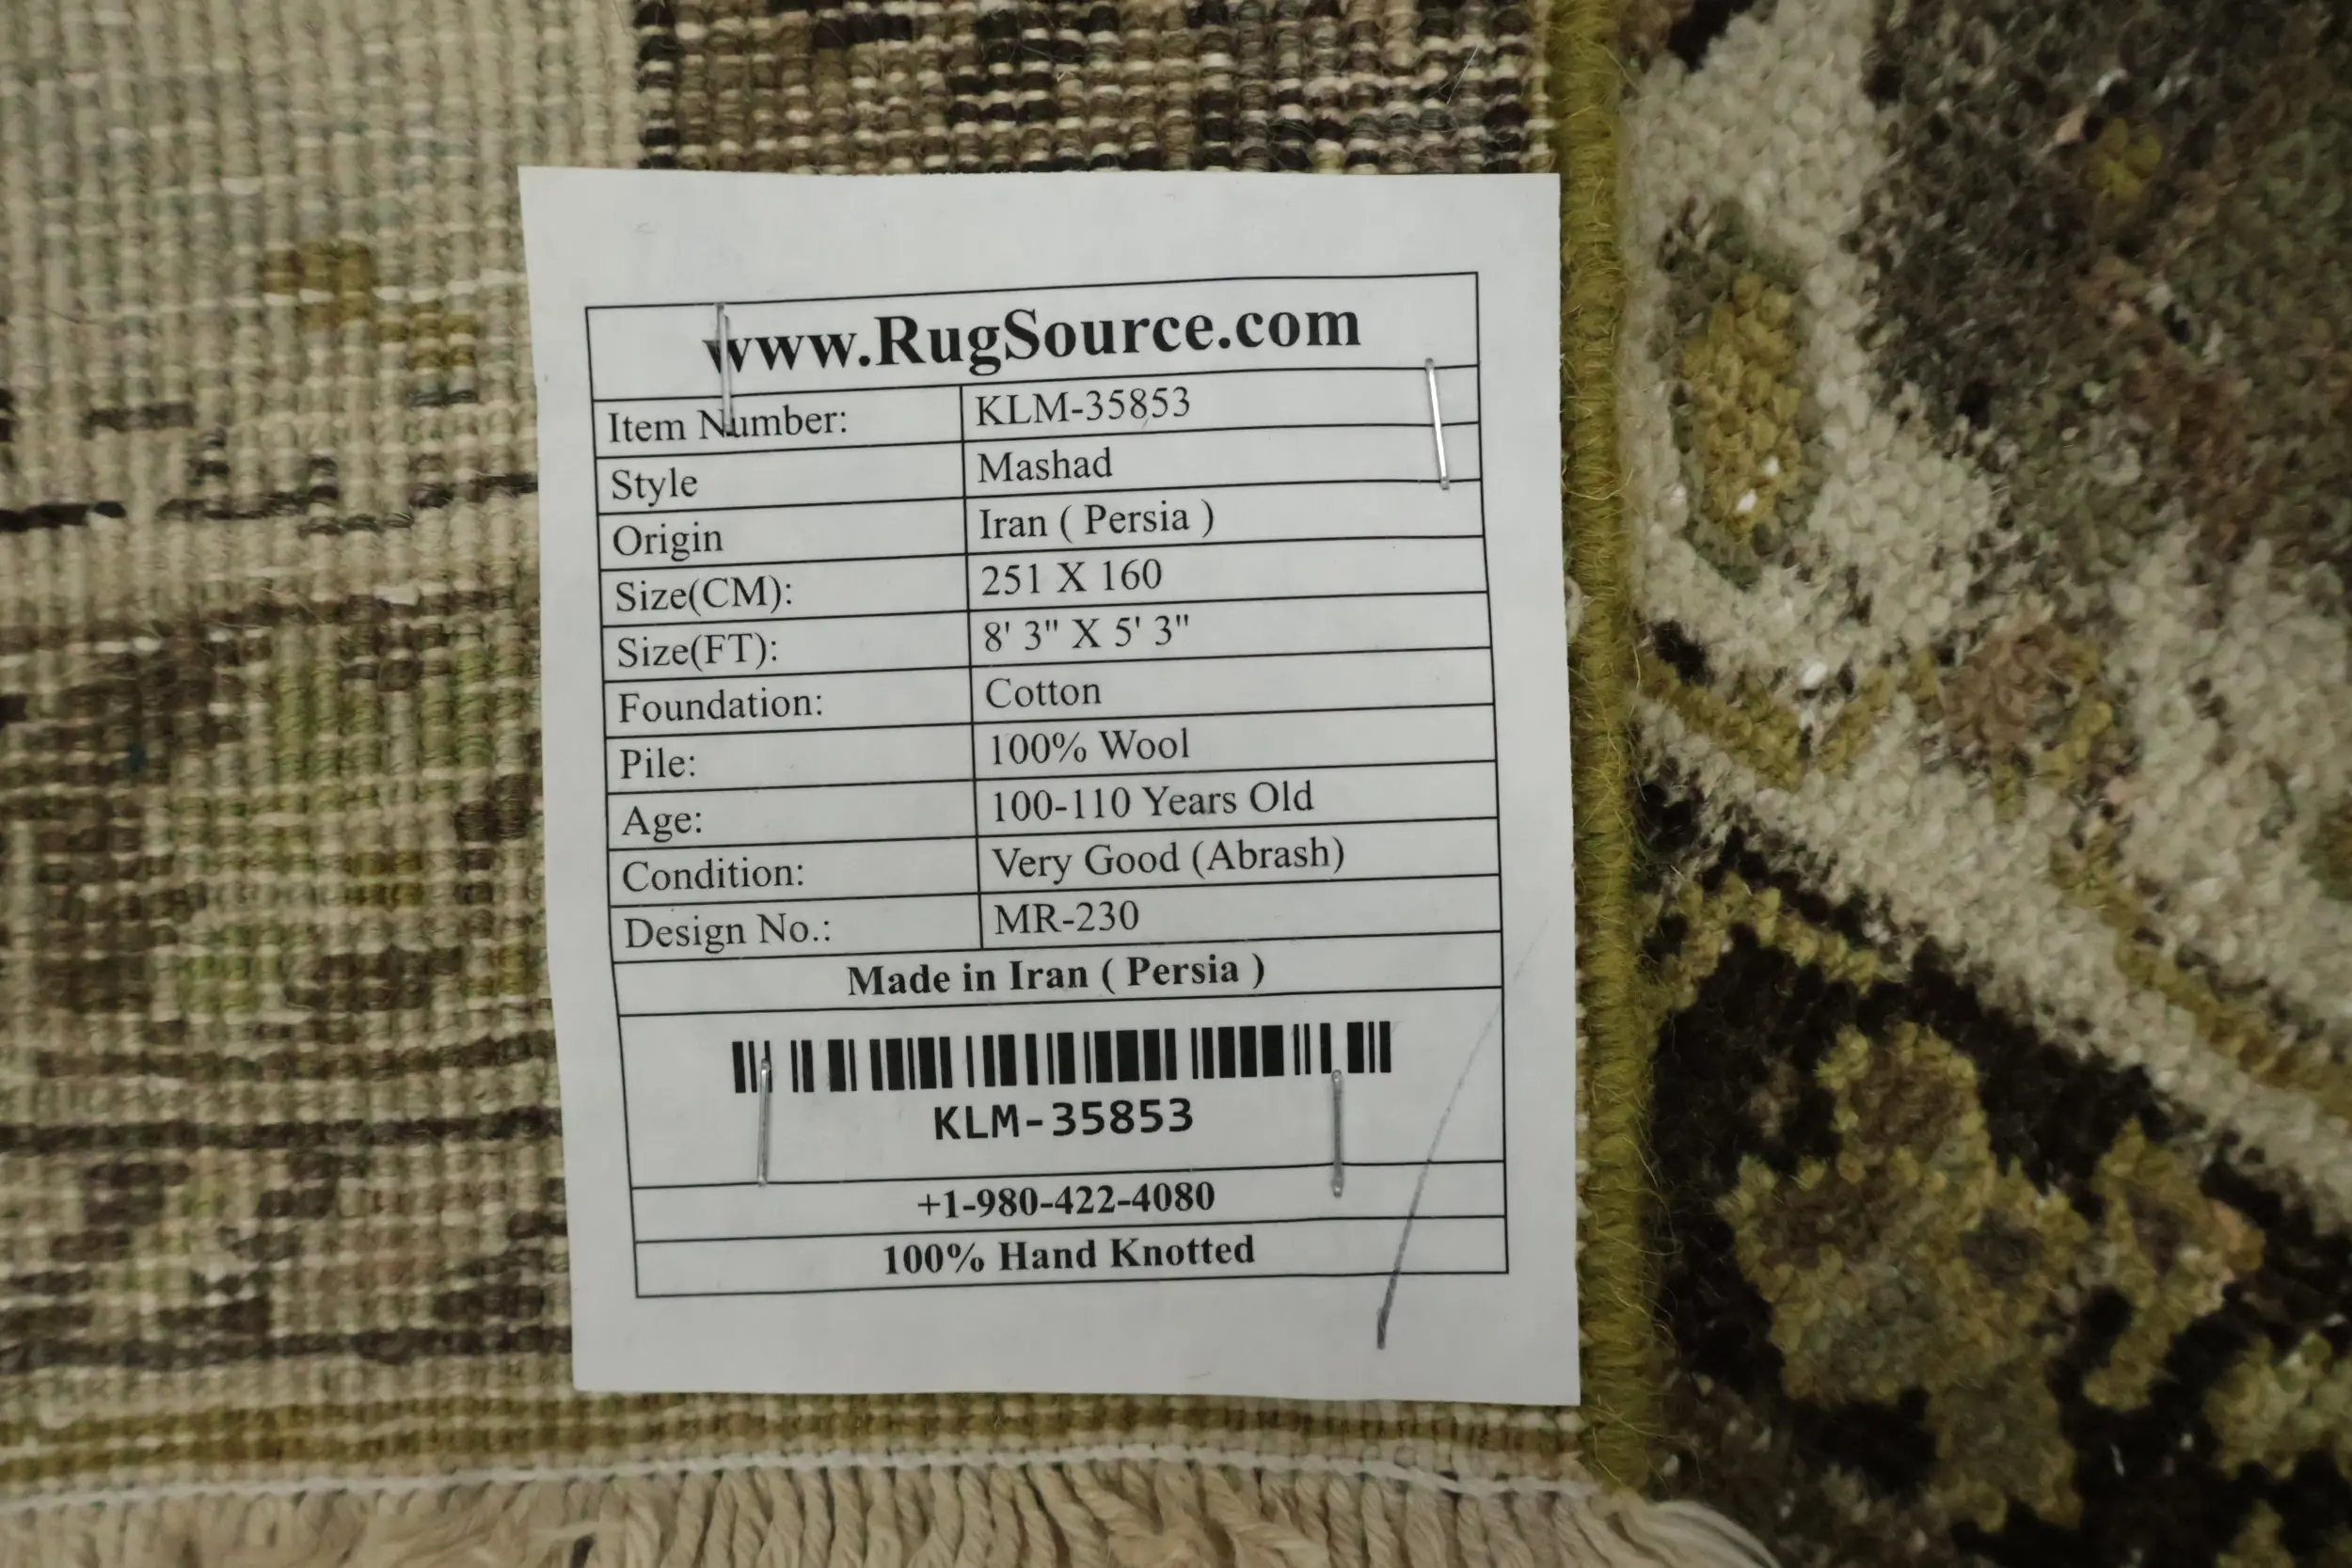 www.RugSource.com
Item Number: KLM-35853
Style Mashad
Origin Iran ( Persia )
Size(CM): 251 X 160
Size(FT): 8' 3" X 5' 3"
Foundation: Cotton
Pile: 100% Wool
Age: 100-110 Years Old
Condition: Very Good (Abrash)
Design No.: MR-230
Made in Iran ( Persia )
KLM-35853
+1-980-422-4080
100% Hand Knotted